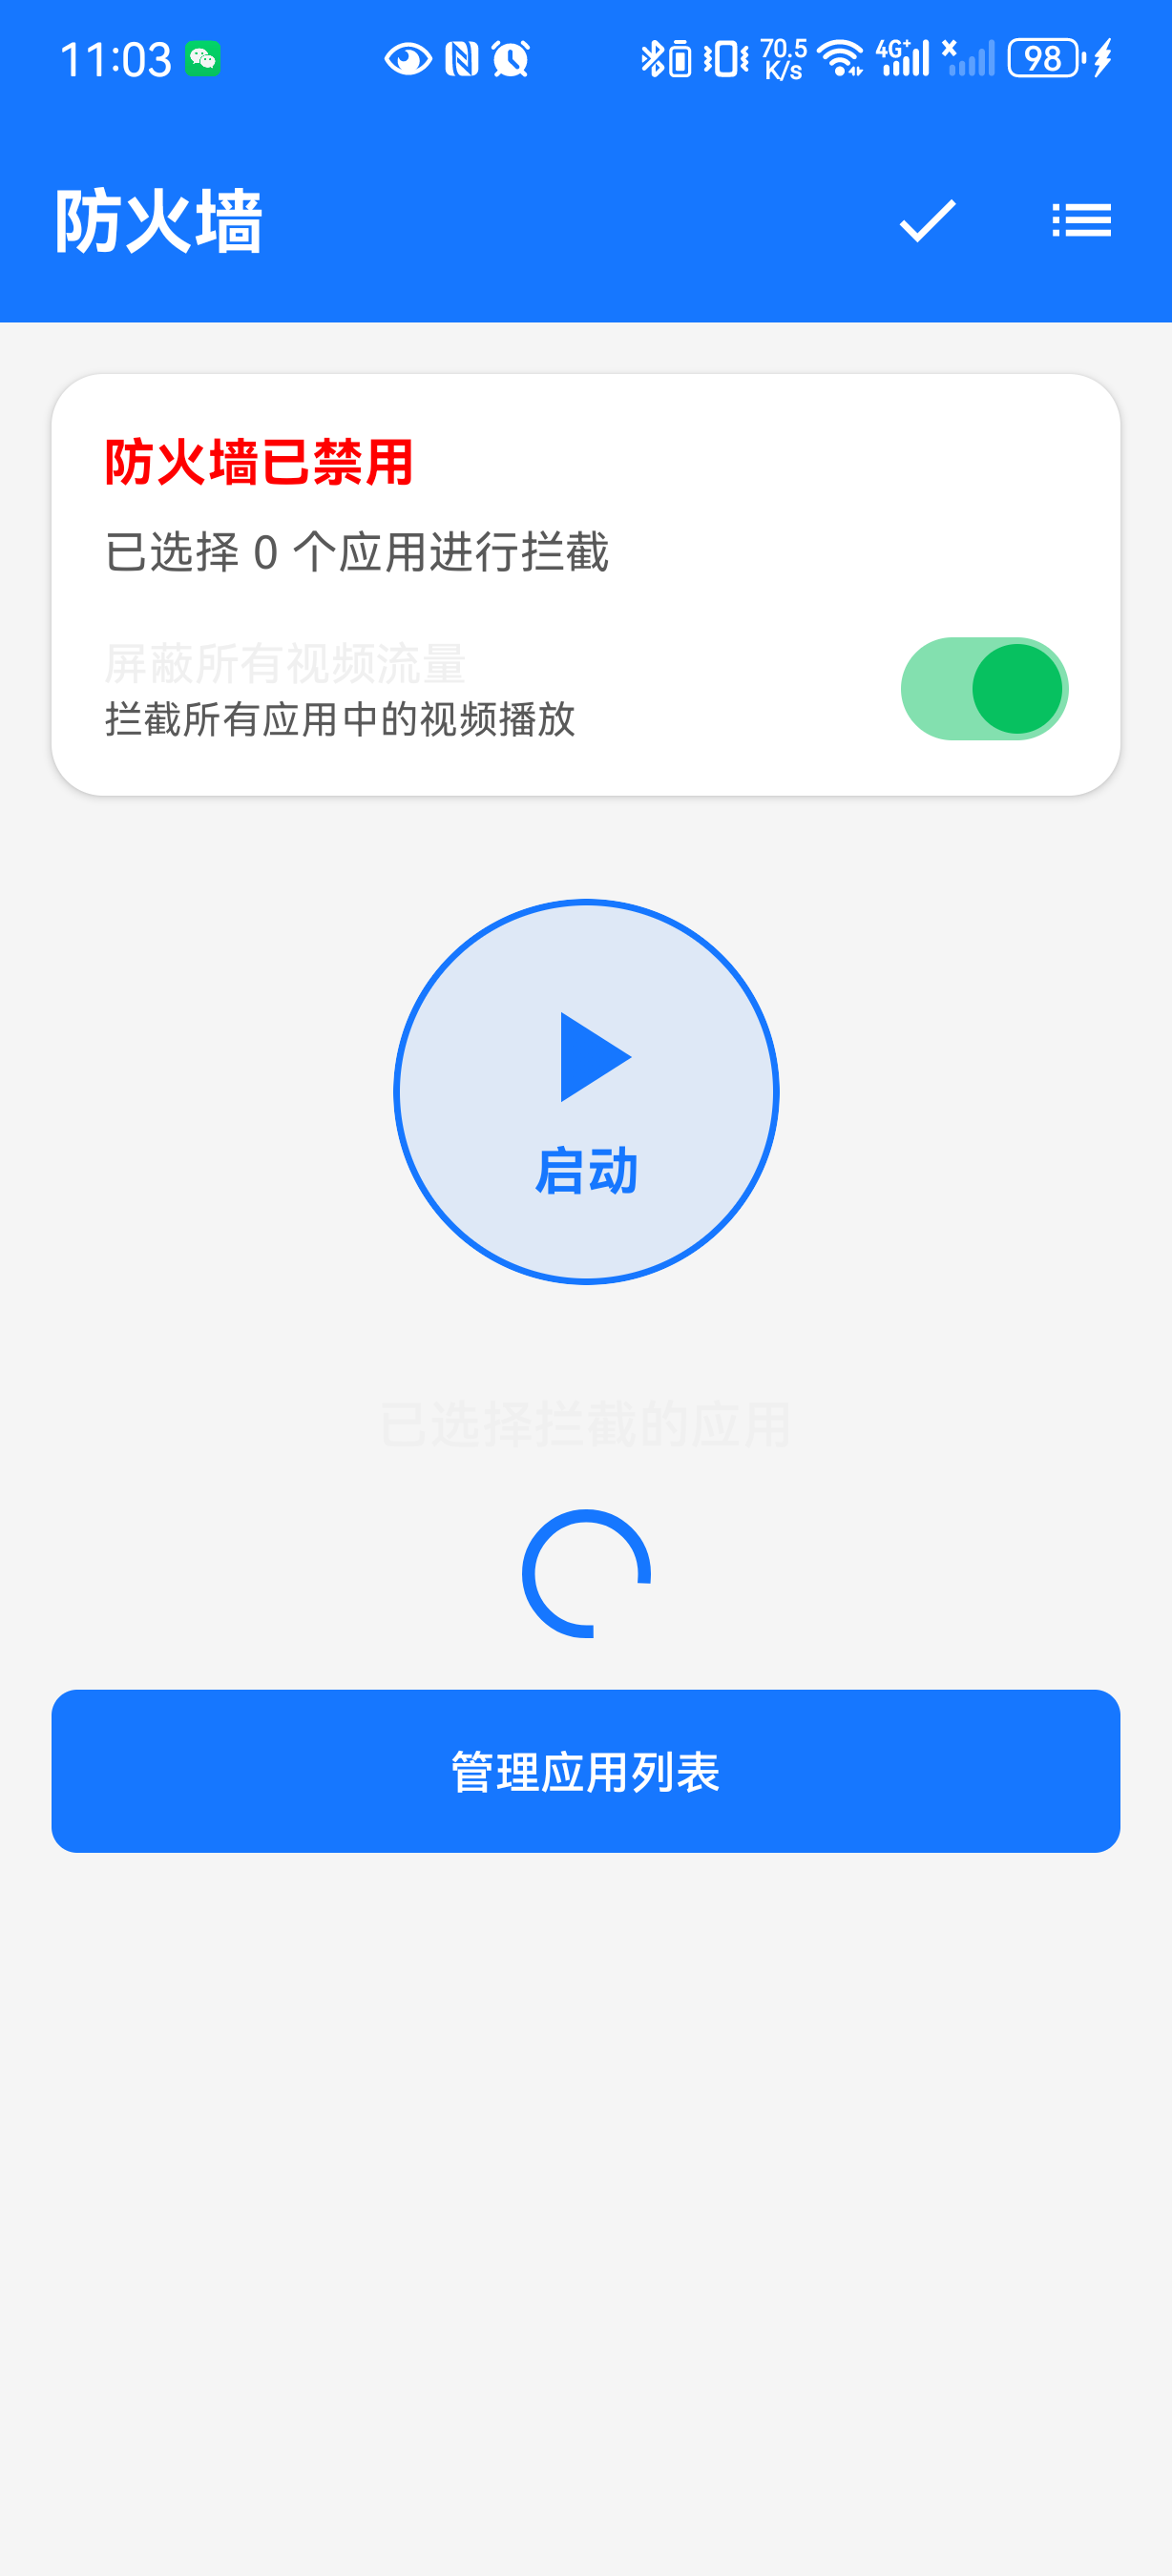 11:03
70.5
K/s
4G+
98
防火墙
防火墙已禁用
已选择 0 个应用进行拦截
屏蔽所有视频流量
拦截所有应用中的视频播放
启动
已选择拦截的应用
管理应用列表